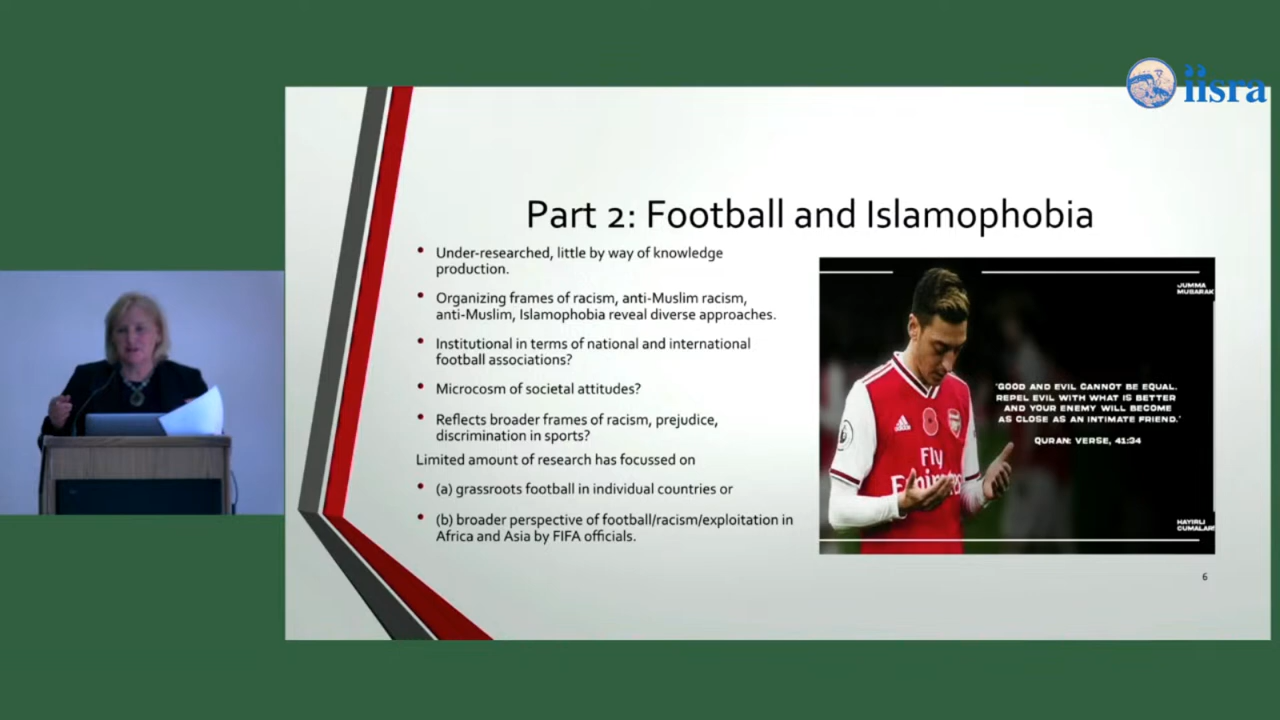 iisra
Part 2: Football and Islamophobia
• Under-researched, little by way of knowledge
production.
• Organizing frames of racism, anti-Muslim racism,
anti-Muslim, Islamophobia reveal diverse approaches.
• Institutional in terms of national and international
football associations?
• Microcosm of societal attitudes?
• Reflects broader frames of racism, prejudice,
discrimination in sports?
Limited amount of research has focussed on
• (a) grassroots football in individual countries or
• (b) broader perspective of football/racism/exploitation in
Africa and Asia by FIFA officials.
JUMMA
MUBARAK
'GOOD AND EVIL CANNOT BE EQUAL.
REPEL EVIL WITH WHAT IS BETTER
AND YOUR ENEMY WILL BECOME
AS CLOSE AS AN INTIMATE FRIEND.'
QURAN: VERSE, 41:34
Fly
Emirates
HAYIRLI
CUMALAR
6